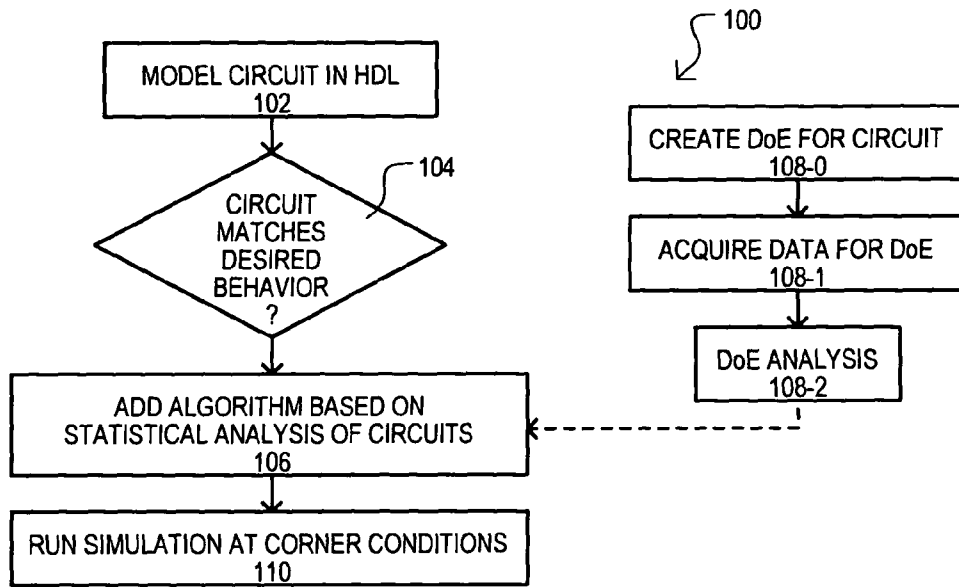 100
MODEL CIRCUIT IN HDL
102
104
CIRCUIT
MATCHES
DESIRED
BEHAVIOR
?
ADD ALGORITHM BASED ON
STATISTICAL ANALYSIS OF CIRCUITS
106
RUN SIMULATION AT CORNER CONDITIONS
110
CREATE DoE FOR CIRCUIT
108-0
ACQUIRE DATA FOR DoE
108-1
DoE ANALYSIS
108-2